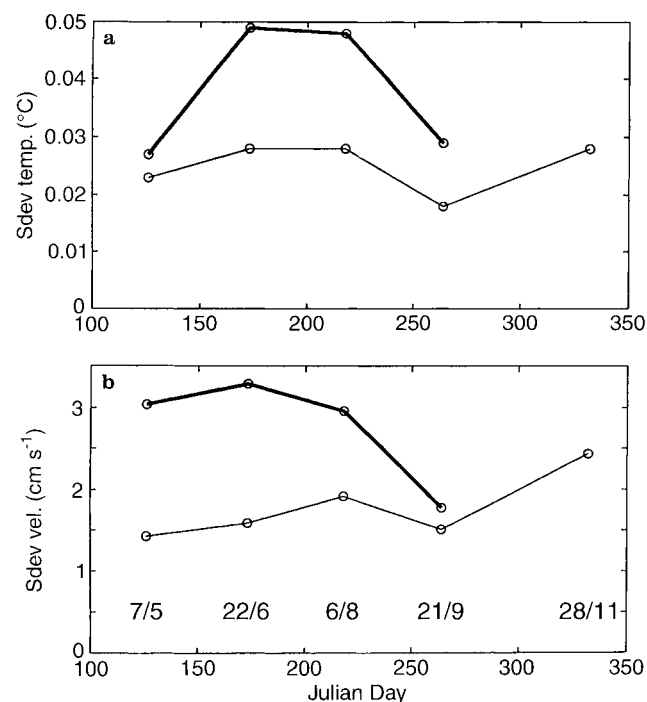 a
0.05
0.04
0.03
0.02
0.01
0
Sdev temp. (°C)
100 150 200 250 300 350
b
3
2
1
0
Sdev vel. (cm s⁻¹)
7/5 22/6 6/8 21/9 28/11
100 150 200 250 300 350
Julian Day